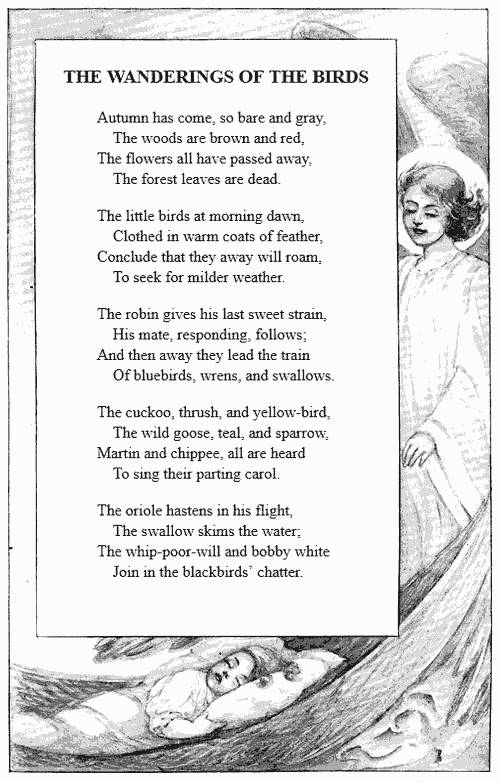 THE WANDERINGS OF THE BIRDS
Autumn has come, so bare and gray,
The woods are brown and red,
The flowers all have passed away,
The forest leaves are dead.
The little birds at morning dawn,
Clothed in warm coats of feather,
Conclude that they away will roam,
To seek for milder weather.
The robin gives his last sweet strain,
His mate, responding, follows;
And then away they lead the train
Of bluebirds, wrens, and swallows.
The cuckoo, thrush, and yellow-bird,
The wild goose, teal, and sparrow,
Martin and chippee, all are heard
To sing their parting carol.
The oriole hastens in his flight,
The swallow skims the water;
The whip-poor-will and bobby white
Join in the blackbirds' chatter.